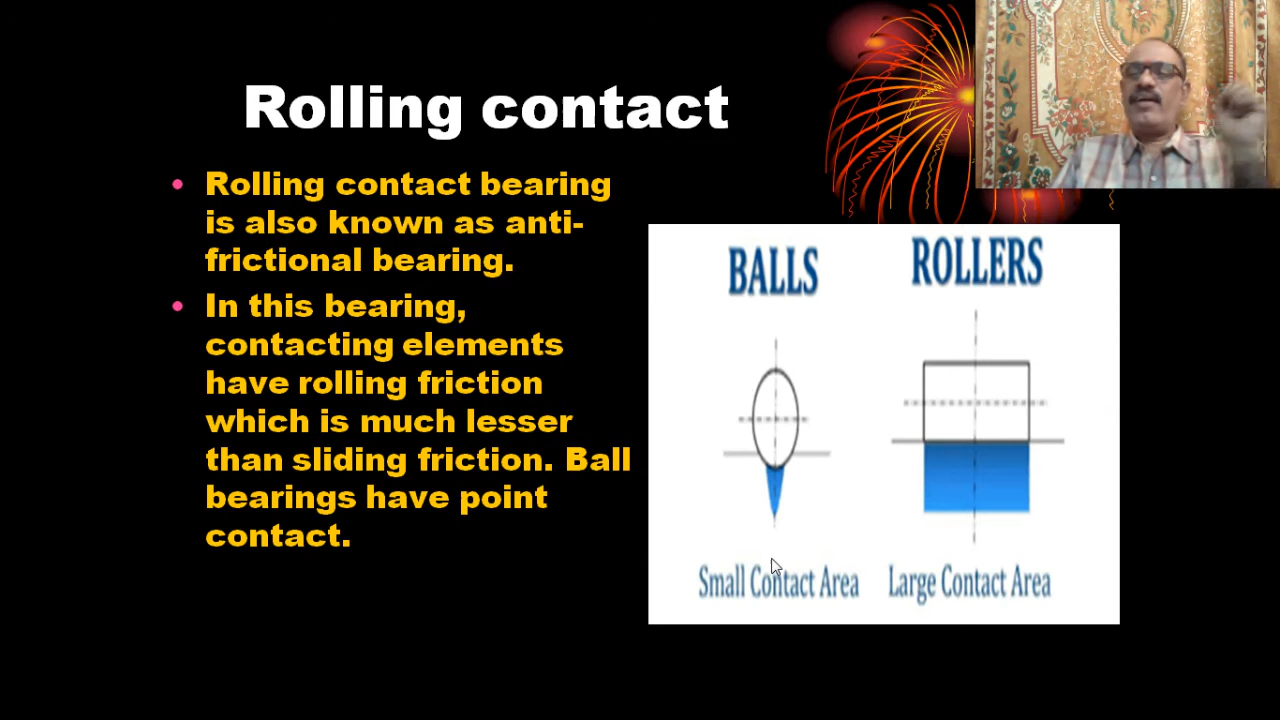 Rolling contact
• Rolling contact bearing
is also known as anti-
frictional bearing.
• In this bearing,
contacting elements
have rolling friction
which is much lesser
than sliding friction. Ball
bearings have point
contact.
BALLS
ROLLERS
Small Contact Area
Large Contact Area